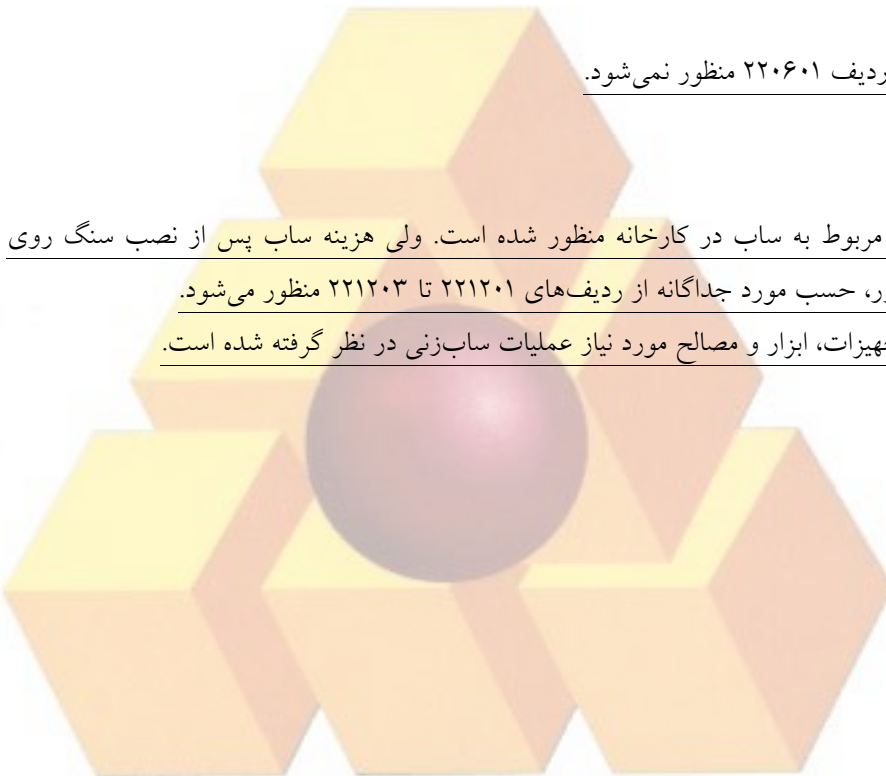 ردیف ۲۲۰۶۰۱ منظور نمی‌شود.
مربوط به ساب در کارخانه منظور شده است. ولی هزینه ساب پس از نصب سنگ روی
حسب مورد جداگانه از ردیف‌های ۲۲۱۲۰۱ تا ۲۲۱۲۰۳ منظور می‌شود.
ابزار و مصالح مورد نیاز عملیات ساب‌زنی در نظر گرفته شده است.